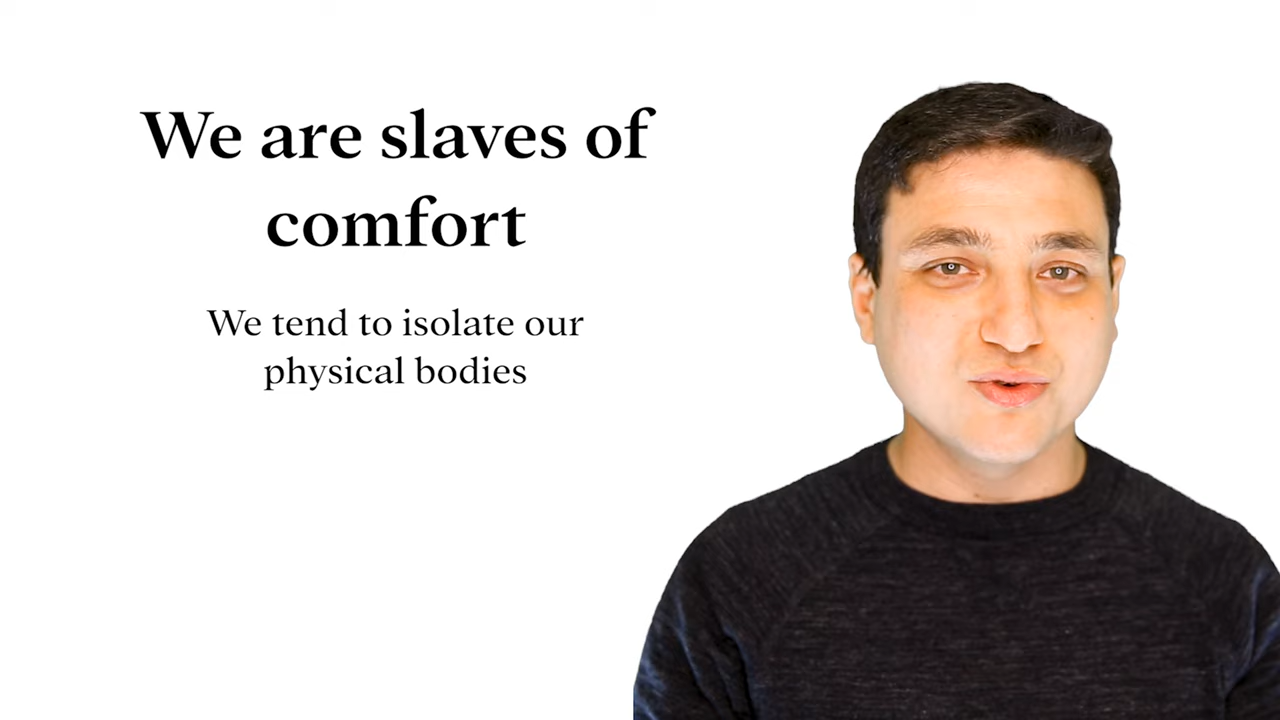 We are slaves of
comfort
We tend to isolate our
physical bodies